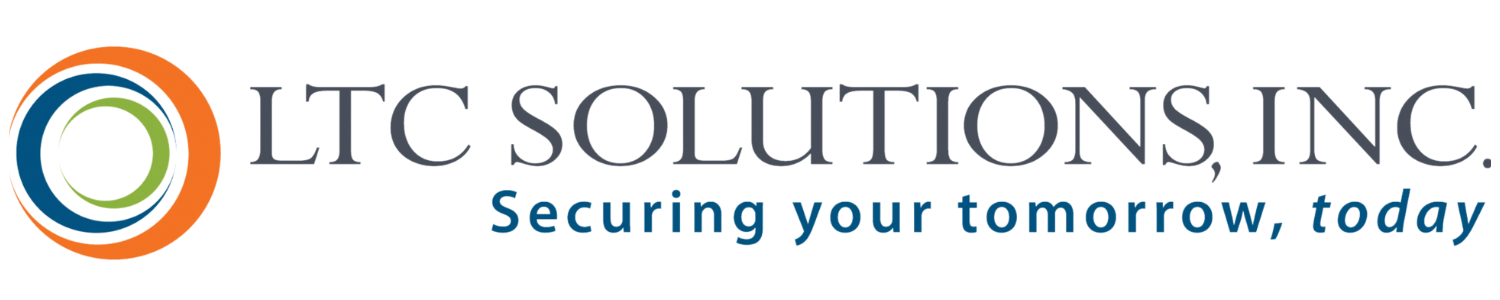 LTC SOLUTIONS, INC.
Securing your tomorrow, today